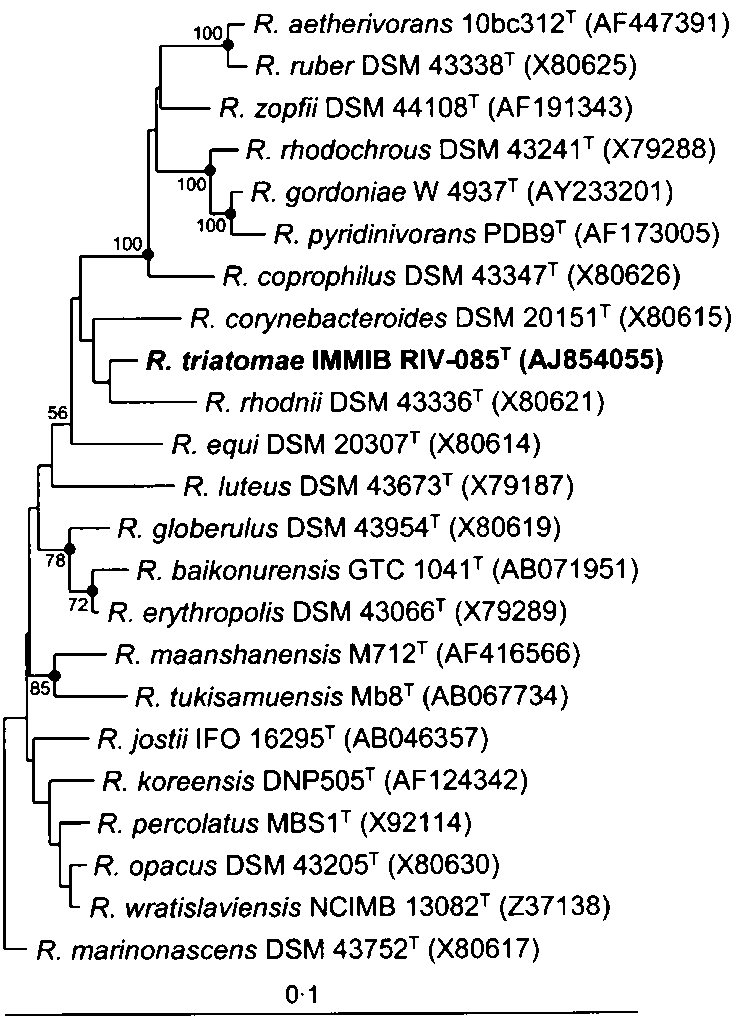 100 R. aetherivorans 10bc312ᵀ (AF447391)
R. ruber DSM 43338ᵀ (X80625)
R. zopfii DSM 44108ᵀ (AF191343)
R. rhodochrous DSM 43241ᵀ (X79288)
100
R. gordoniae W 4937ᵀ (AY233201)
100
R. pyridinivorans PDB9ᵀ (AF173005)
100
R. coprophilus DSM 43347ᵀ (X80626)
R. corynebacteroides DSM 20151ᵀ (X80615)
R. triatomae IMMIB RIV-085ᵀ (AJ854055)
R. rhodnii DSM 43336ᵀ (X80621)
56
R. equi DSM 20307ᵀ (X80614)
R. luteus DSM 43673ᵀ (X79187)
R. globerulus DSM 43954ᵀ (X80619)
78
R. baikonurensis GTC 1041ᵀ (AB071951)
72
R. erythropolis DSM 43066ᵀ (X79289)
R. maanshanensis M712ᵀ (AF416566)
85
R. tukisamuensis Mb8ᵀ (AB067734)
R. jostii IFO 16295ᵀ (AB046357)
R. koreensis DNP505ᵀ (AF124342)
R. percolatus MBS1ᵀ (X92114)
R. opacus DSM 43205ᵀ (X80630)
R. wratislaviensis NCIMB 13082ᵀ (Z37138)
R. marinonascens DSM 43752ᵀ (X80617)
0·1